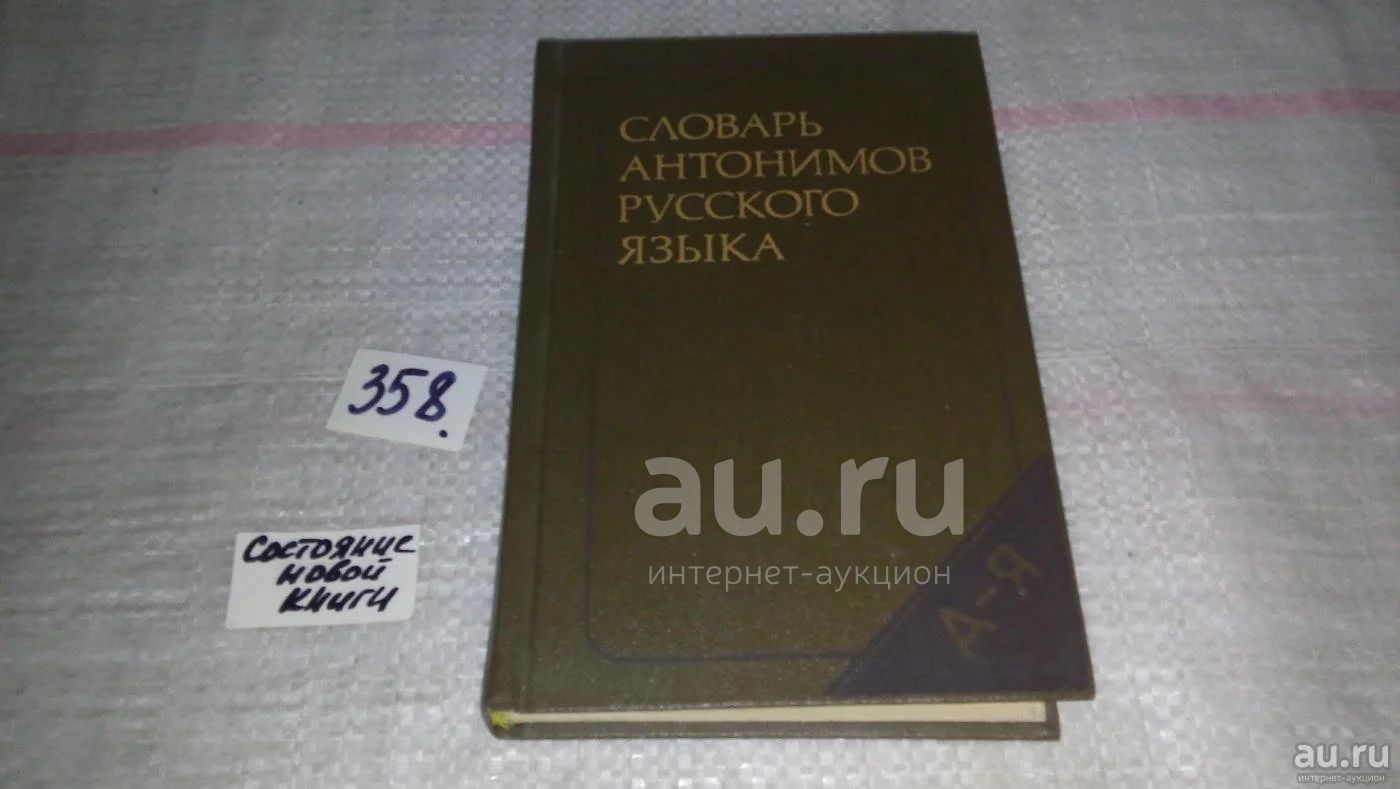 СЛОВАРЬ
АНТОНИМОВ
РУССКОГО
ЯЗЫКА
358.
Состояние
новой
книги
au.ru
интернет-аукцион
А-Я
au.ru
интернет-аукцион